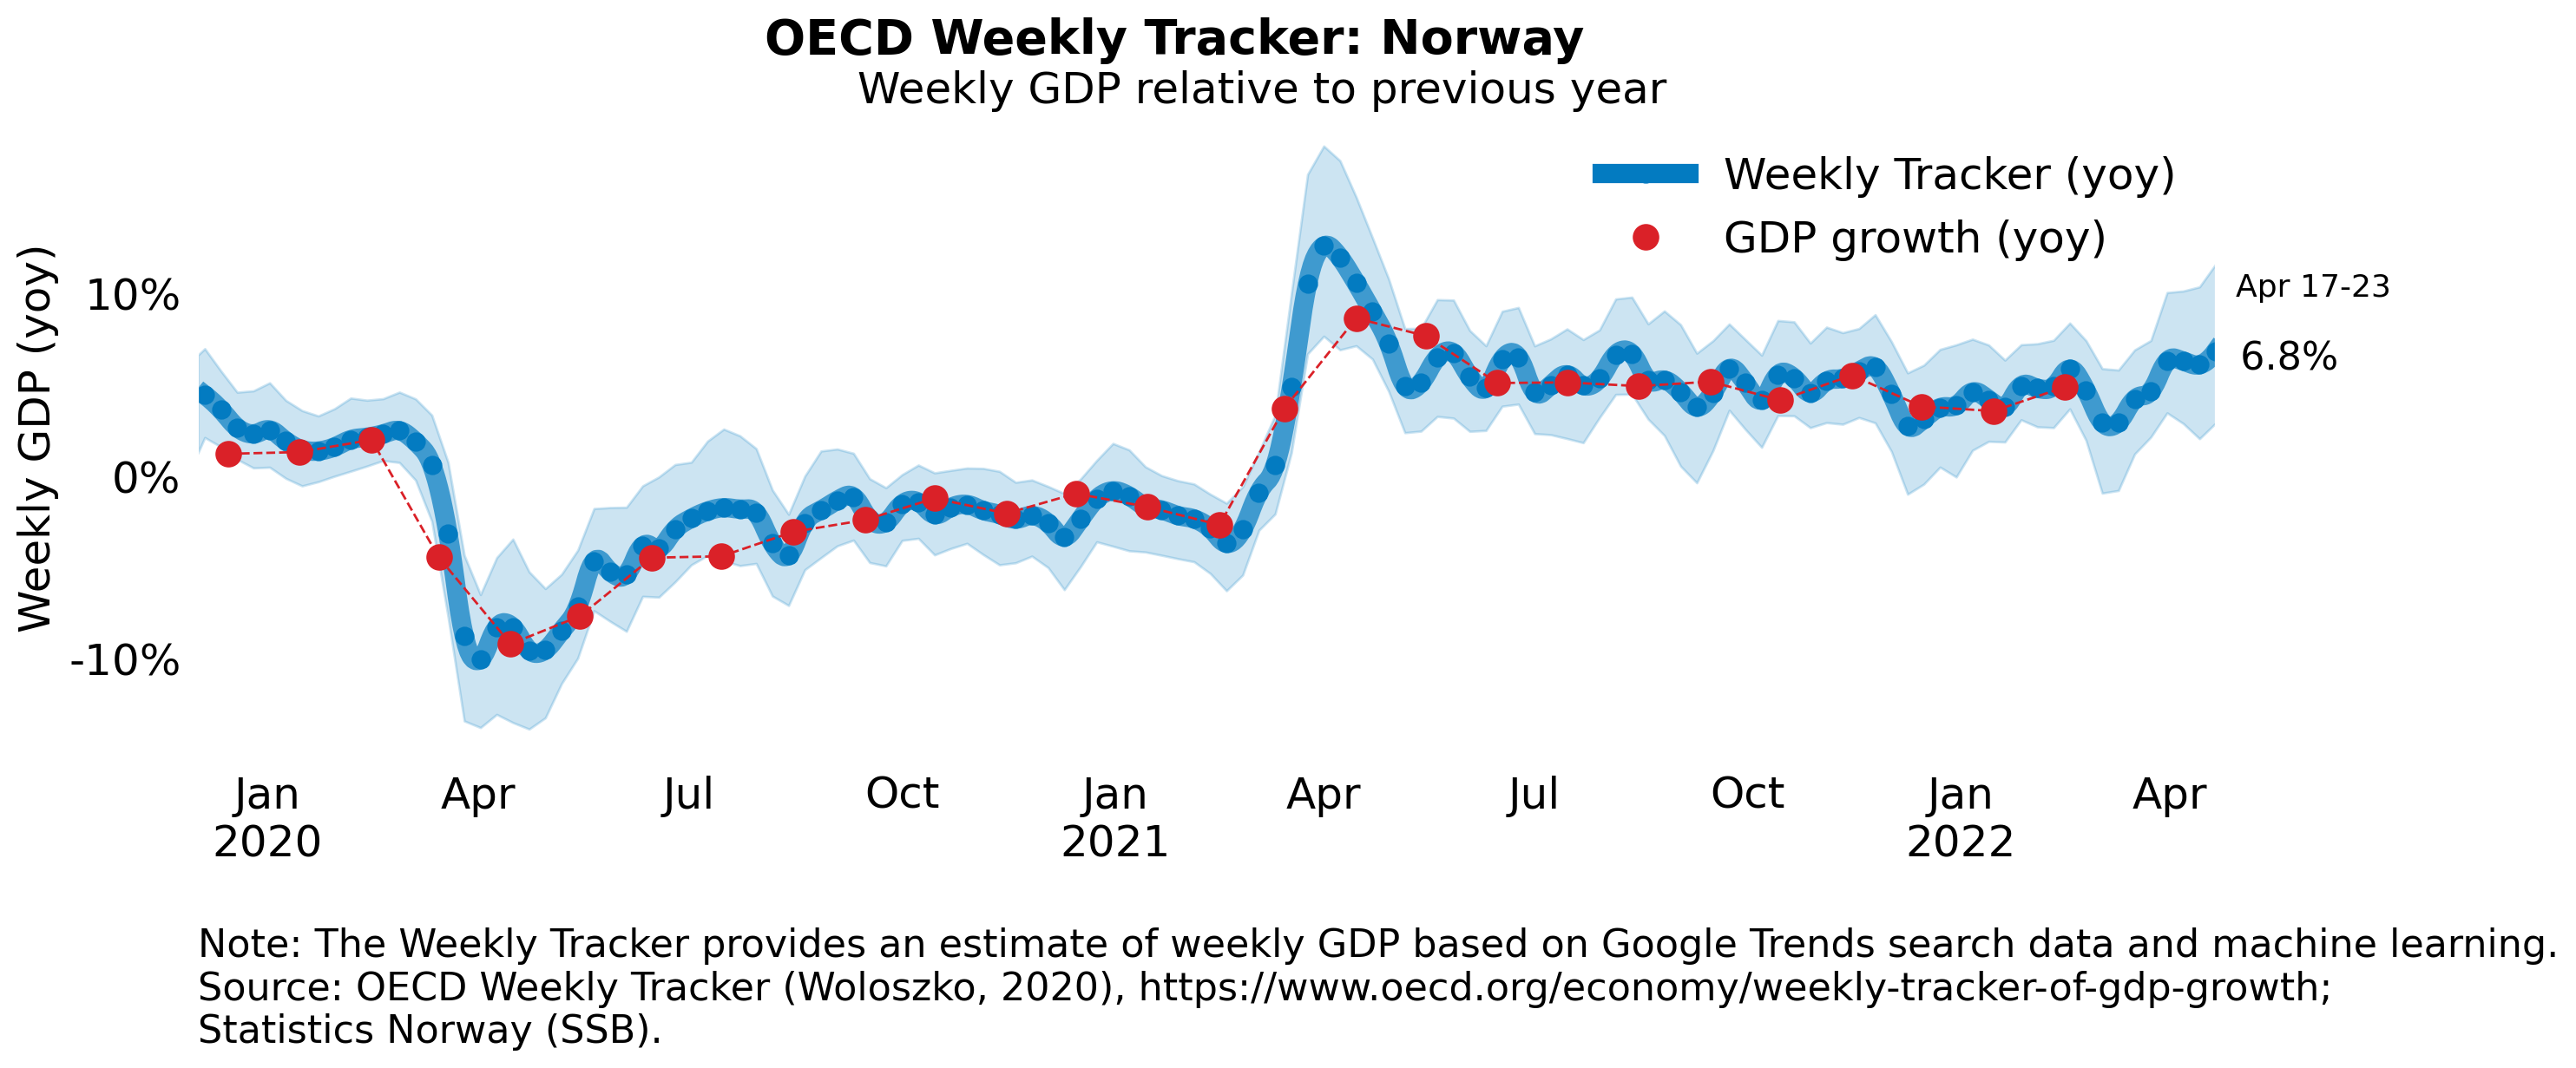 OECD Weekly Tracker: Norway
Weekly GDP relative to previous year
Weekly Tracker (yoy)
GDP growth (yoy)
Weekly GDP (yoy)
10%
0%
-10%
Apr 17-23
6.8%
Jan Apr Jul Oct Jan Apr Jul Oct Jan Apr
2020 2021 2022
Note: The Weekly Tracker provides an estimate of weekly GDP based on Google Trends search data and machine learning.
Source: OECD Weekly Tracker (Woloszko, 2020), https://www.oecd.org/economy/weekly-tracker-of-gdp-growth;
Statistics Norway (SSB).